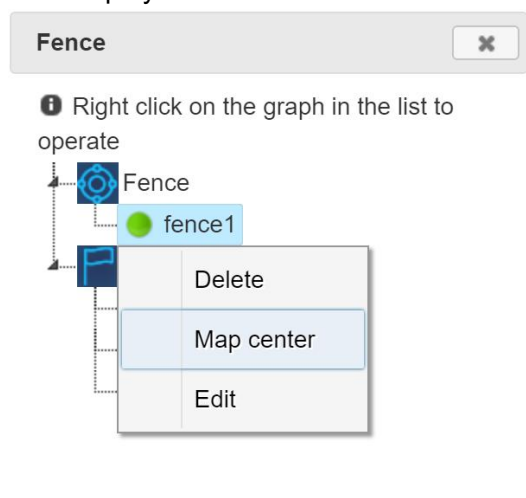 Fence
Right click on the graph in the list to
operate
Fence
fence1
Delete
Map center
Edit